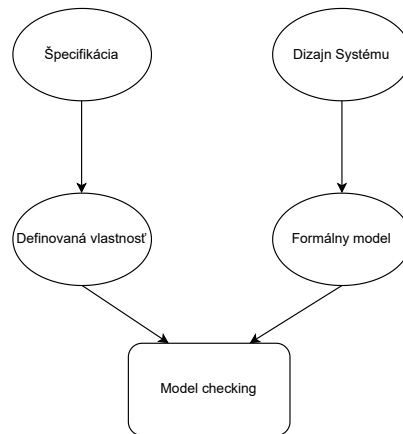 Špecifikácia
Dizajn Systému
Definovaná vlastnosť
Formálny model
Model checking